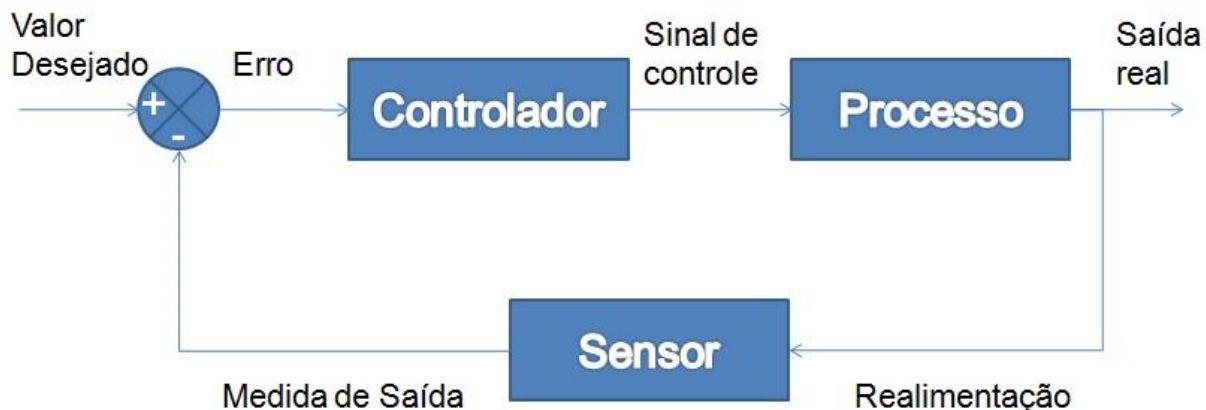 Valor
Desejado
Erro
Sinal de
controle
Saída
real
+
-
Controlador
Processo
Sensor
Medida de Saída
Realimentação